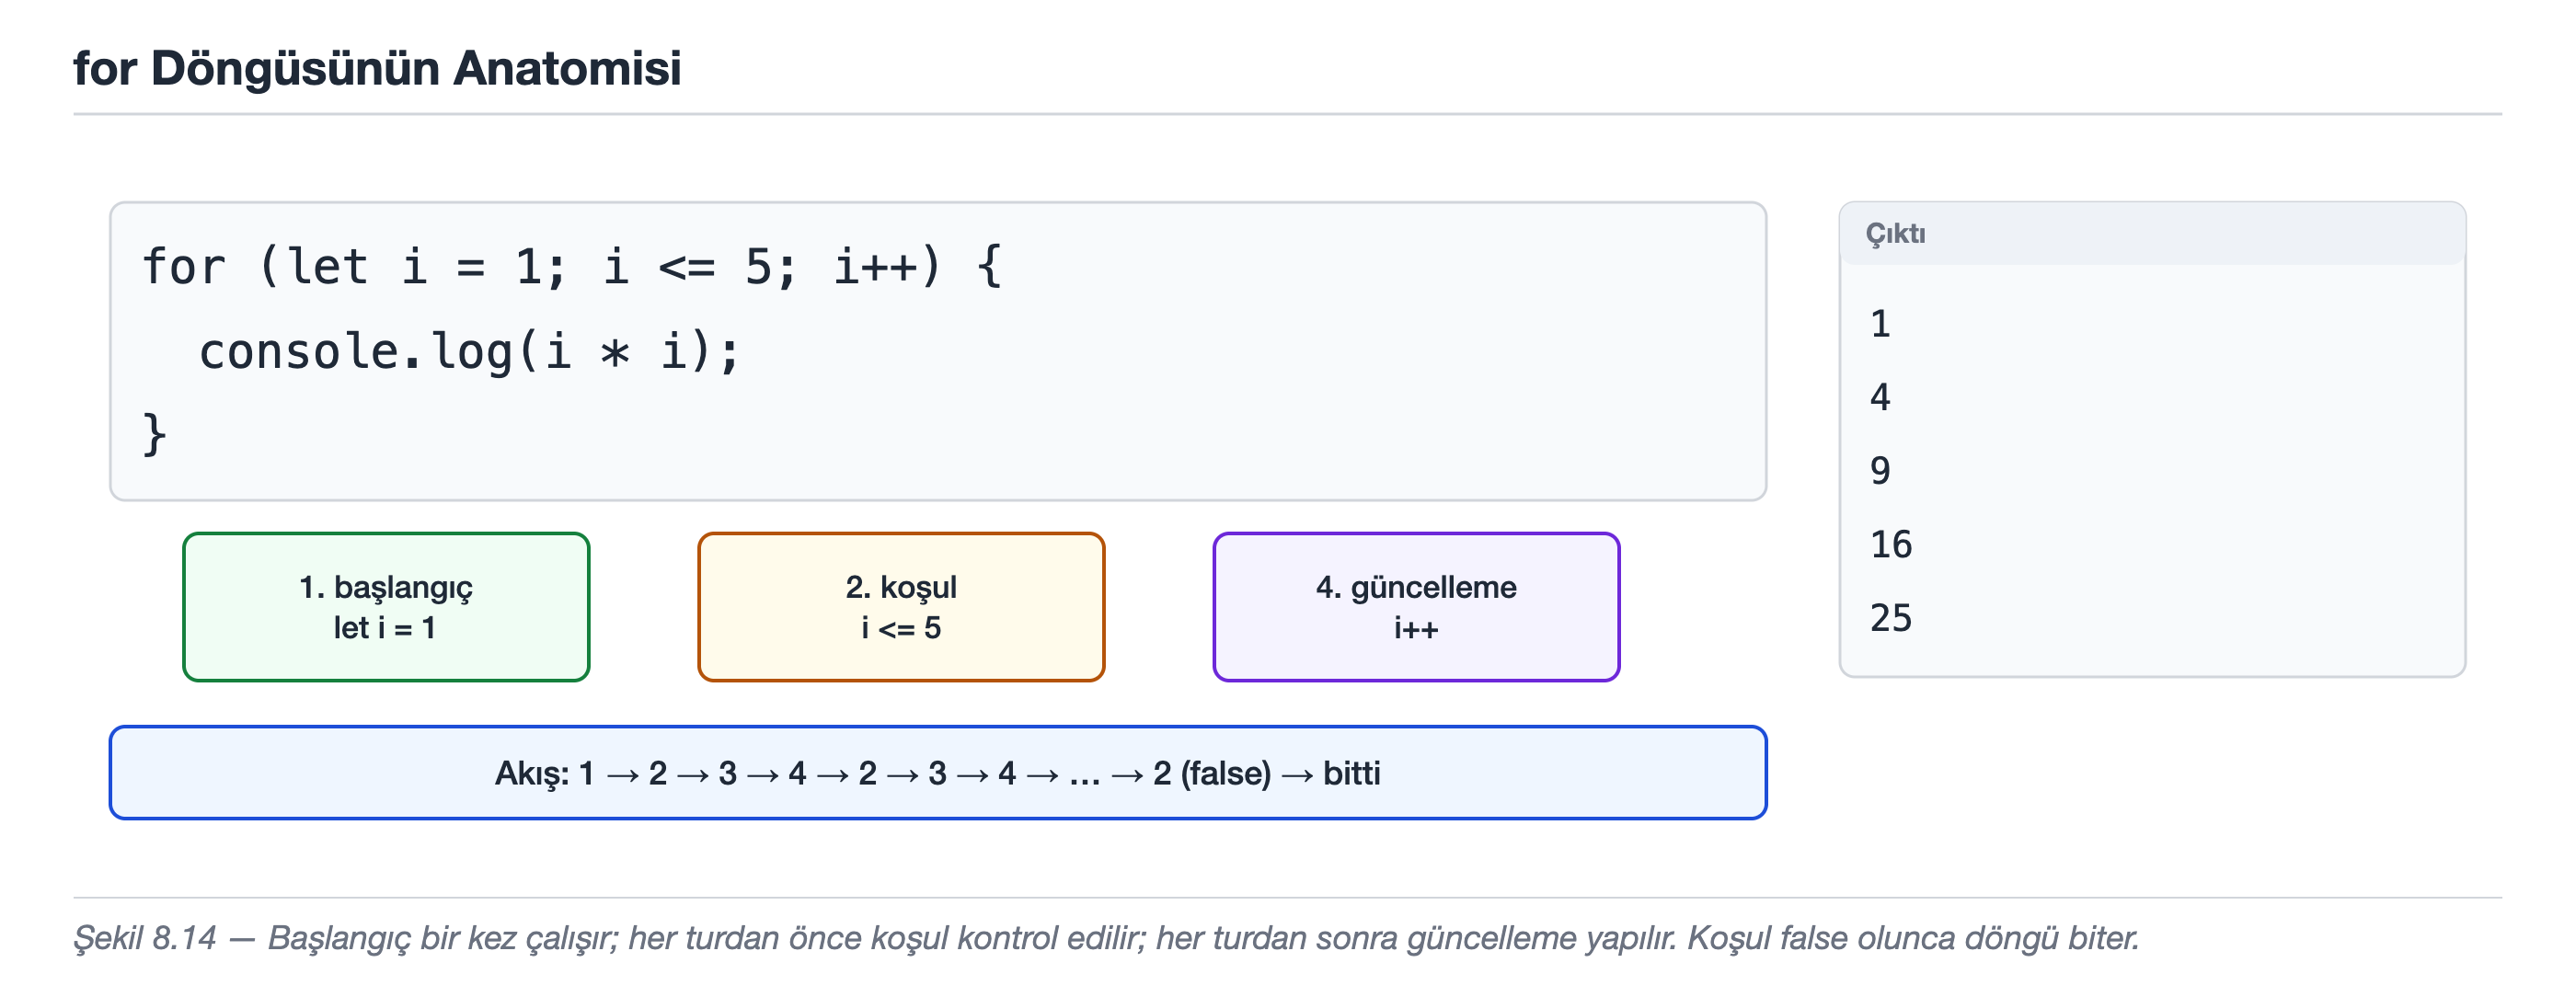 for Döngüsünün Anatomisi
for (let i = 1; i <= 5; i++) {
  console.log(i * i);
}
1. başlangıç
let i = 1
2. koşul
i <= 5
4. güncelleme
i++
Akış: 1 → 2 → 3 → 4 → 2 → 3 → 4 → … → 2 (false) → bitti
Çıktı
1
4
9
16
25
Şekil 8.14 — Başlangıç bir kez çalışır; her turdan önce koşul kontrol edilir; her turdan sonra güncelleme yapılır. Koşul false olunca döngü biter.